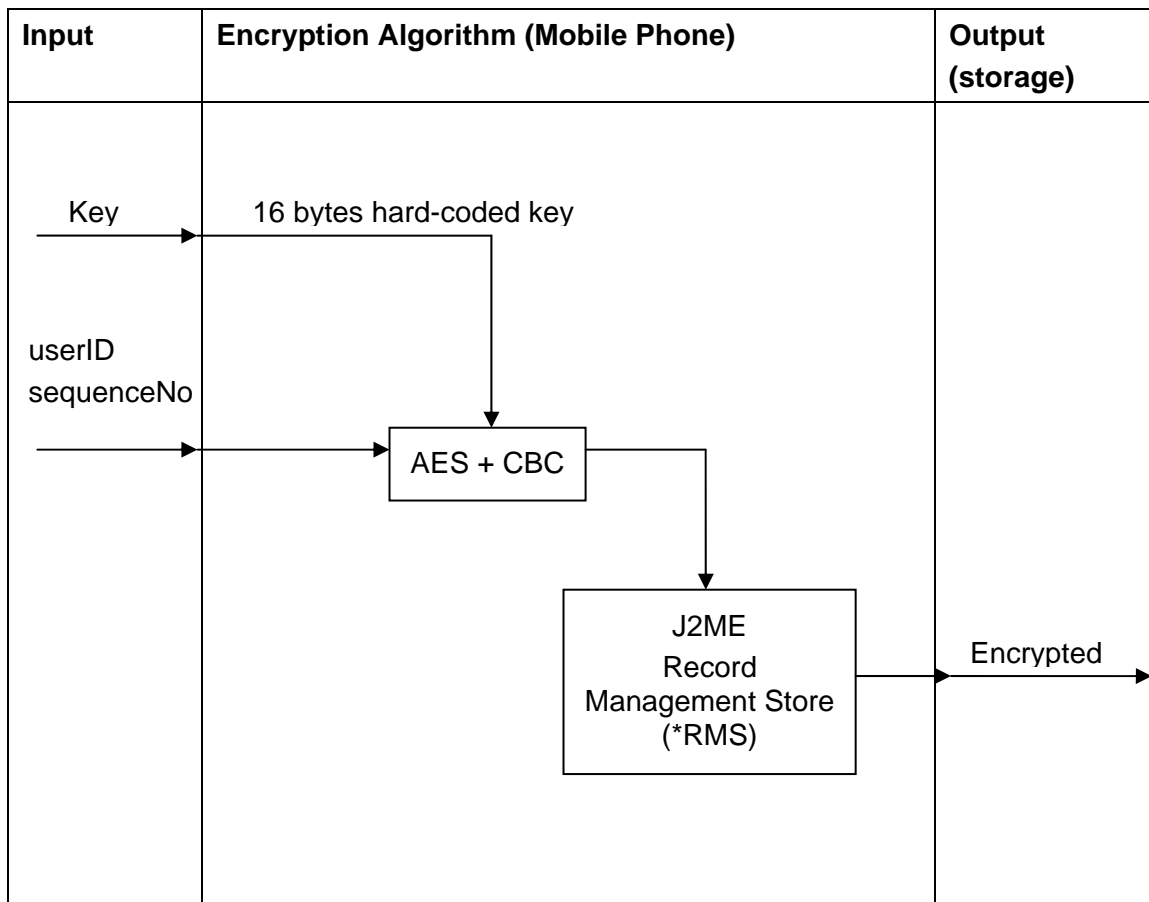 Input
Encryption Algorithm (Mobile Phone)
Output
(storage)
Key
16 bytes hard-coded key
userID
sequenceNo
AES + CBC
J2ME
Record
Management Store
(*RMS)
Encrypted